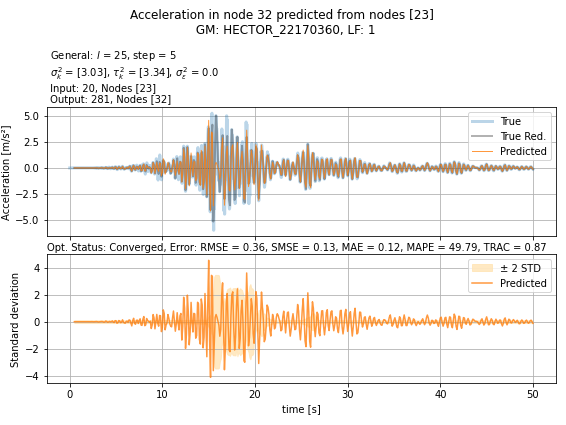 Acceleration in node 32 predicted from nodes [23]
GM: HECTOR_22170360, LF: 1
General: l = 25, step = 5
σ²ₖ = [3.03], τ²ₖ = [3.34], σ²ε = 0.0
Input: 20, Nodes [23]
Output: 281, Nodes [32]
Acceleration [m/s²]
5.0
2.5
0.0
−2.5
−5.0
True
True Red.
Predicted
Opt. Status: Converged, Error: RMSE = 0.36, SMSE = 0.13, MAE = 0.12, MAPE = 49.79, TRAC = 0.87
Standard deviation
4
2
0
−2
−4
± 2 STD
Predicted
0 10 20 30 40 50
time [s]